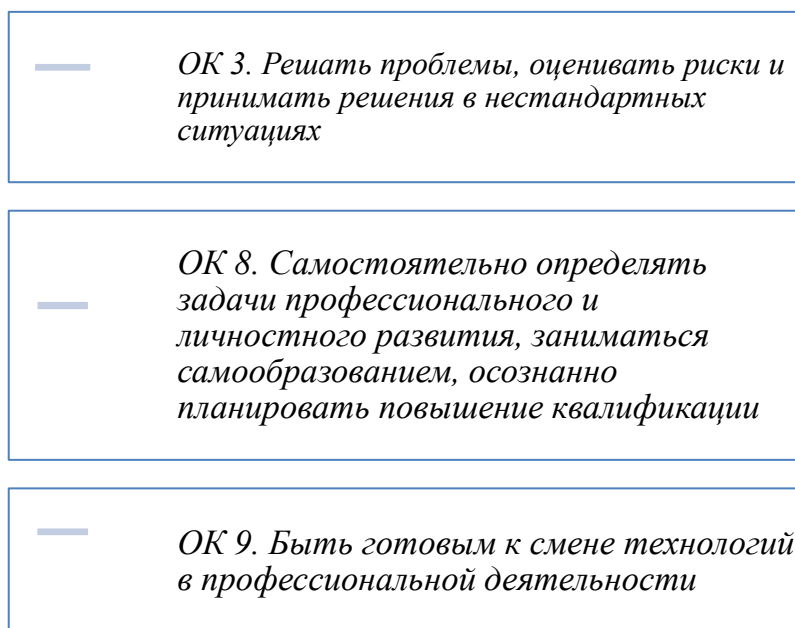 ОК 3. Решать проблемы, оценивать риски и
принимать решения в нестандартных
ситуациях
ОК 8. Самостоятельно определять
задачи профессионального и
личностного развития, заниматься
самообразованием, осознанно
планировать повышение квалификации
ОК 9. Быть готовым к смене технологий
в профессиональной деятельности